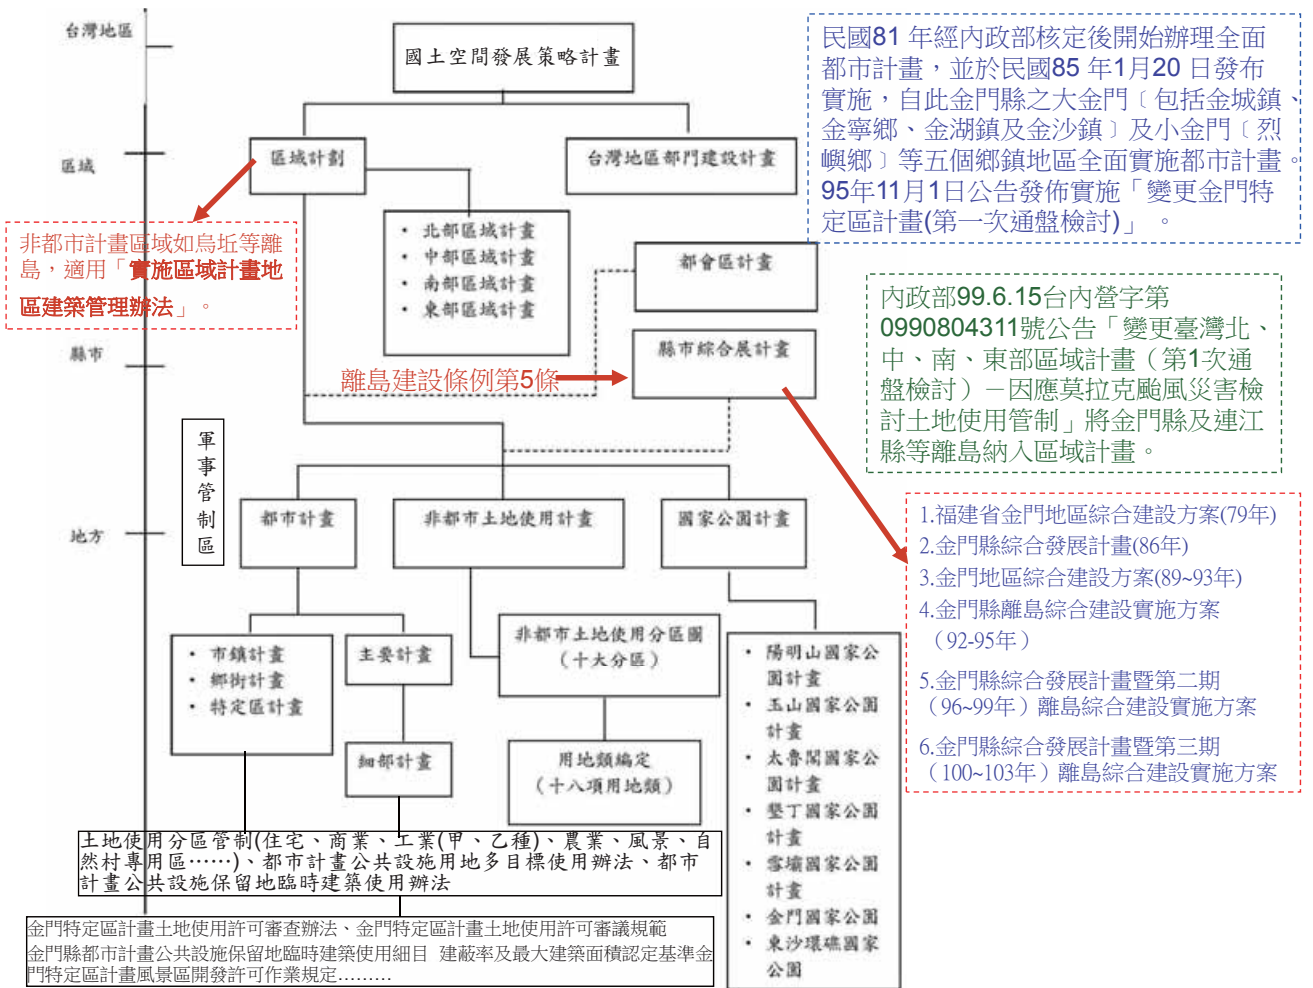 台灣地區
國土空間發展策略計畫
民國81 年經內政部核定後開始辦理全面
都市計畫，並於民國85 年1月20 日發布
實施，自此金門縣之大金門﹝包括金城鎮、
金寧鄉、金湖鎮及金沙鎮﹞及小金門﹝烈
嶼鄉﹞等五個鄉鎮地區全面實施都市計畫。
95年11月1日公告發佈實施「變更金門特
定區計畫(第一次通盤檢討)」 。
區域
區域計劃
台灣地區部門建設計畫
非都市計畫區域如烏坵等離
島，適用「實施區域計畫地
區建築管理辦法」。
• 北部區域計畫
• 中部區域計畫
• 南部區域計畫
• 東部區域計畫
都會區計畫
內政部99.6.15台內營字第
0990804311號公告「變更臺灣北、
中、南、東部區域計畫（第1次通
盤檢討）－因應莫拉克颱風災害檢
討土地使用管制」將金門縣及連江
縣等離島納入區域計畫。
縣市
縣市綜合展計畫
離島建設條例第5條
軍
事
管
制
區
地方
都市計畫
非都市土地使用計畫
國家公園計畫
1.福建省金門地區綜合建設方案(79年)
2.金門縣綜合發展計畫(86年)
3.金門地區綜合建設方案(89~93年)
4.金門縣離島綜合建設實施方案
（92-95年）
5.金門縣綜合發展計畫暨第二期
（96~99年）離島綜合建設實施方案
6.金門縣綜合發展計畫暨第三期
（100~103年）離島綜合建設實施方案
• 市鎮計畫
• 鄉街計畫
• 特定區計畫
主要計畫
細部計畫
非都市土地使用分區圖
（十大分區）
用地類編定
（十八項用地類）
• 陽明山國家公
園計畫
• 玉山國家公園
計畫
• 太魯閣國家公
園計畫
• 墾丁國家公園
計畫
• 雪壩國家公園
計畫
• 金門國家公園
• 東沙環礁國家
公園
土地使用分區管制(住宅、商業、工業(甲、乙種)、農業、風景、自
然村專用區……)、都市計畫公共設施用地多目標使用辦法、都市
計畫公共設施保留地臨時建築使用辦法
金門特定區計畫土地使用許可審查辦法、金門特定區計畫土地使用許可審議規範
金門縣都市計畫公共設施保留地臨時建築使用細目 建蔽率及最大建築面積認定基準金
門特定區計畫風景區開發許可作業規定………